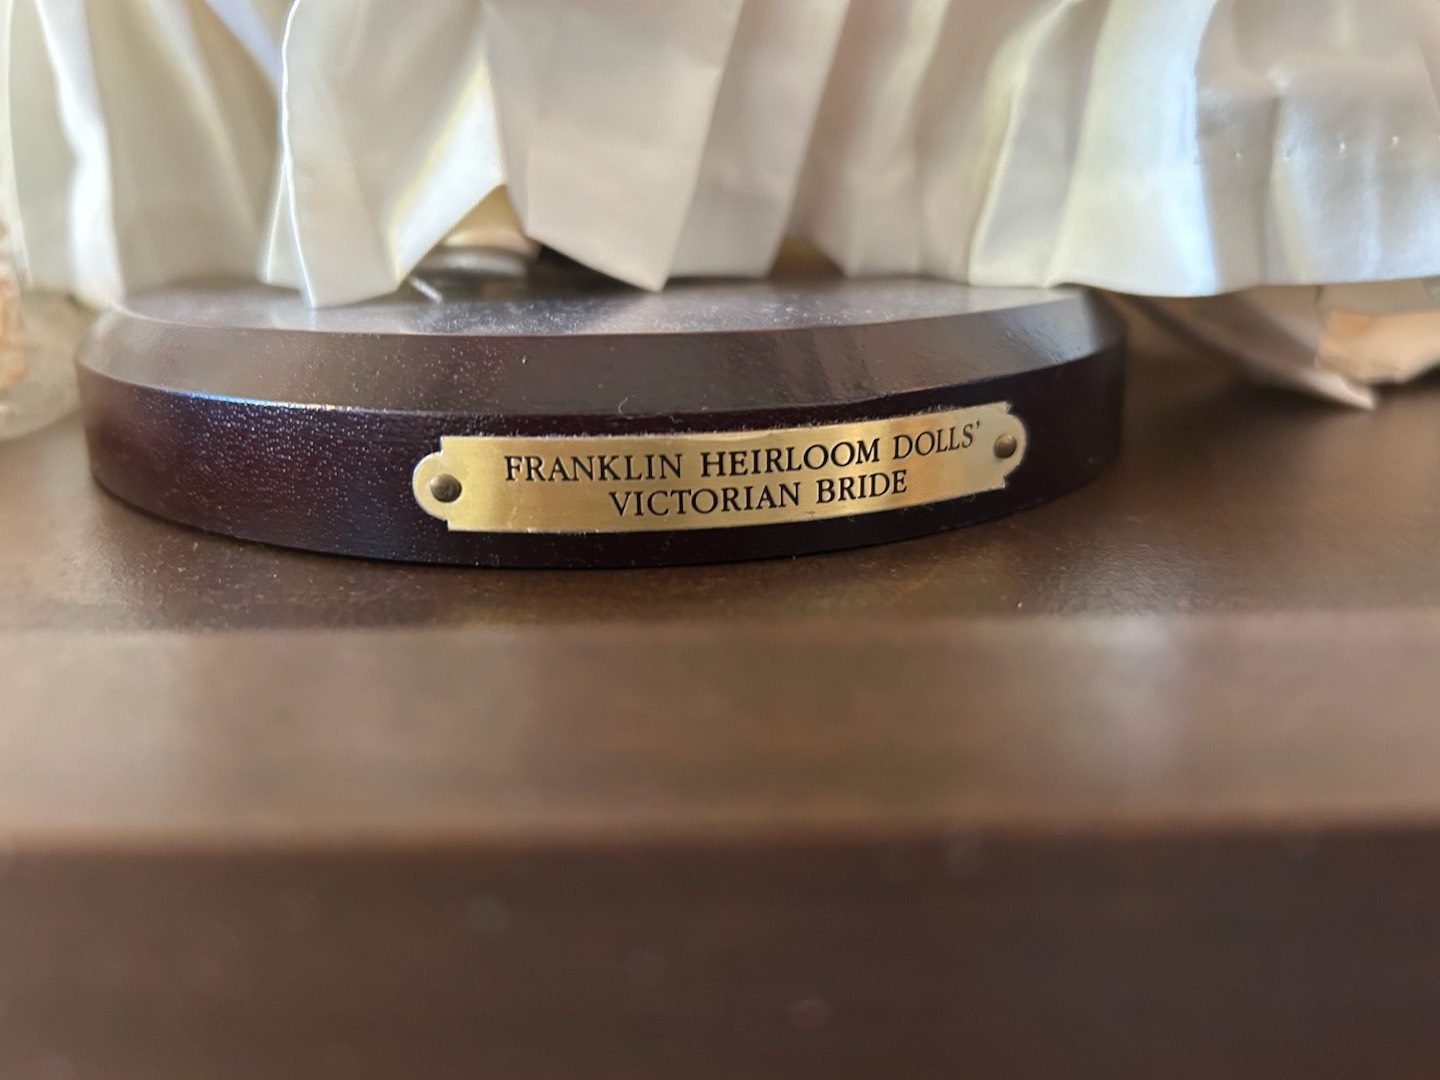 FRANKLIN HEIRLOOM DOLLS'
VICTORIAN BRIDE